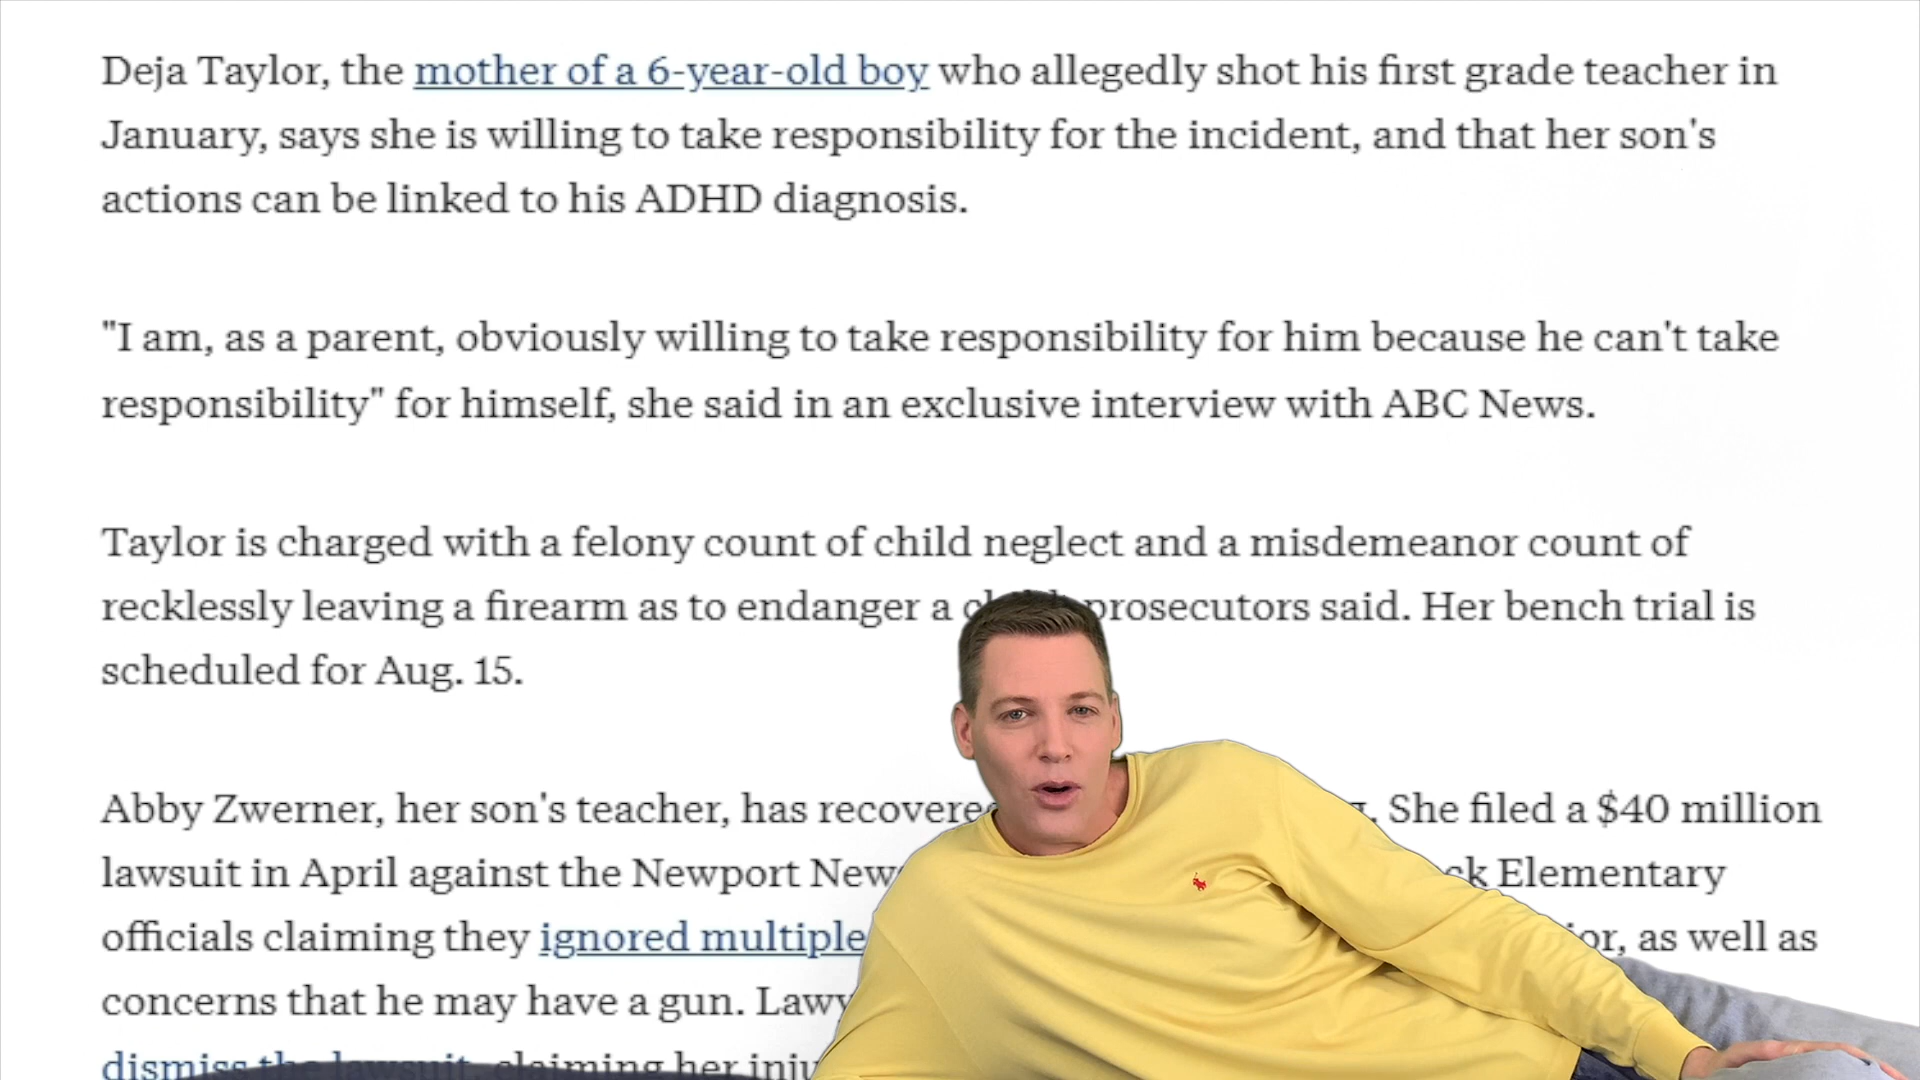 Deja Taylor, the mother of a 6-year-old boy who allegedly shot his first grade teacher in
January, says she is willing to take responsibility for the incident, and that her son's
actions can be linked to his ADHD diagnosis.
"I am, as a parent, obviously willing to take responsibility for him because he can't take
responsibility" for himself, she said in an exclusive interview with ABC News.
Taylor is charged with a felony count of child neglect and a misdemeanor count of
recklessly leaving a firearm as to endanger a prosecutors said. Her bench trial is
scheduled for Aug. 15.
Abby Zwerner, her son's teacher, has She filed a $40 million
lawsuit in April against the Newport Elementary
officials claiming they ignored multiple as well as
concerns that he may have a gun.
dismiss the lawsuit, claiming her